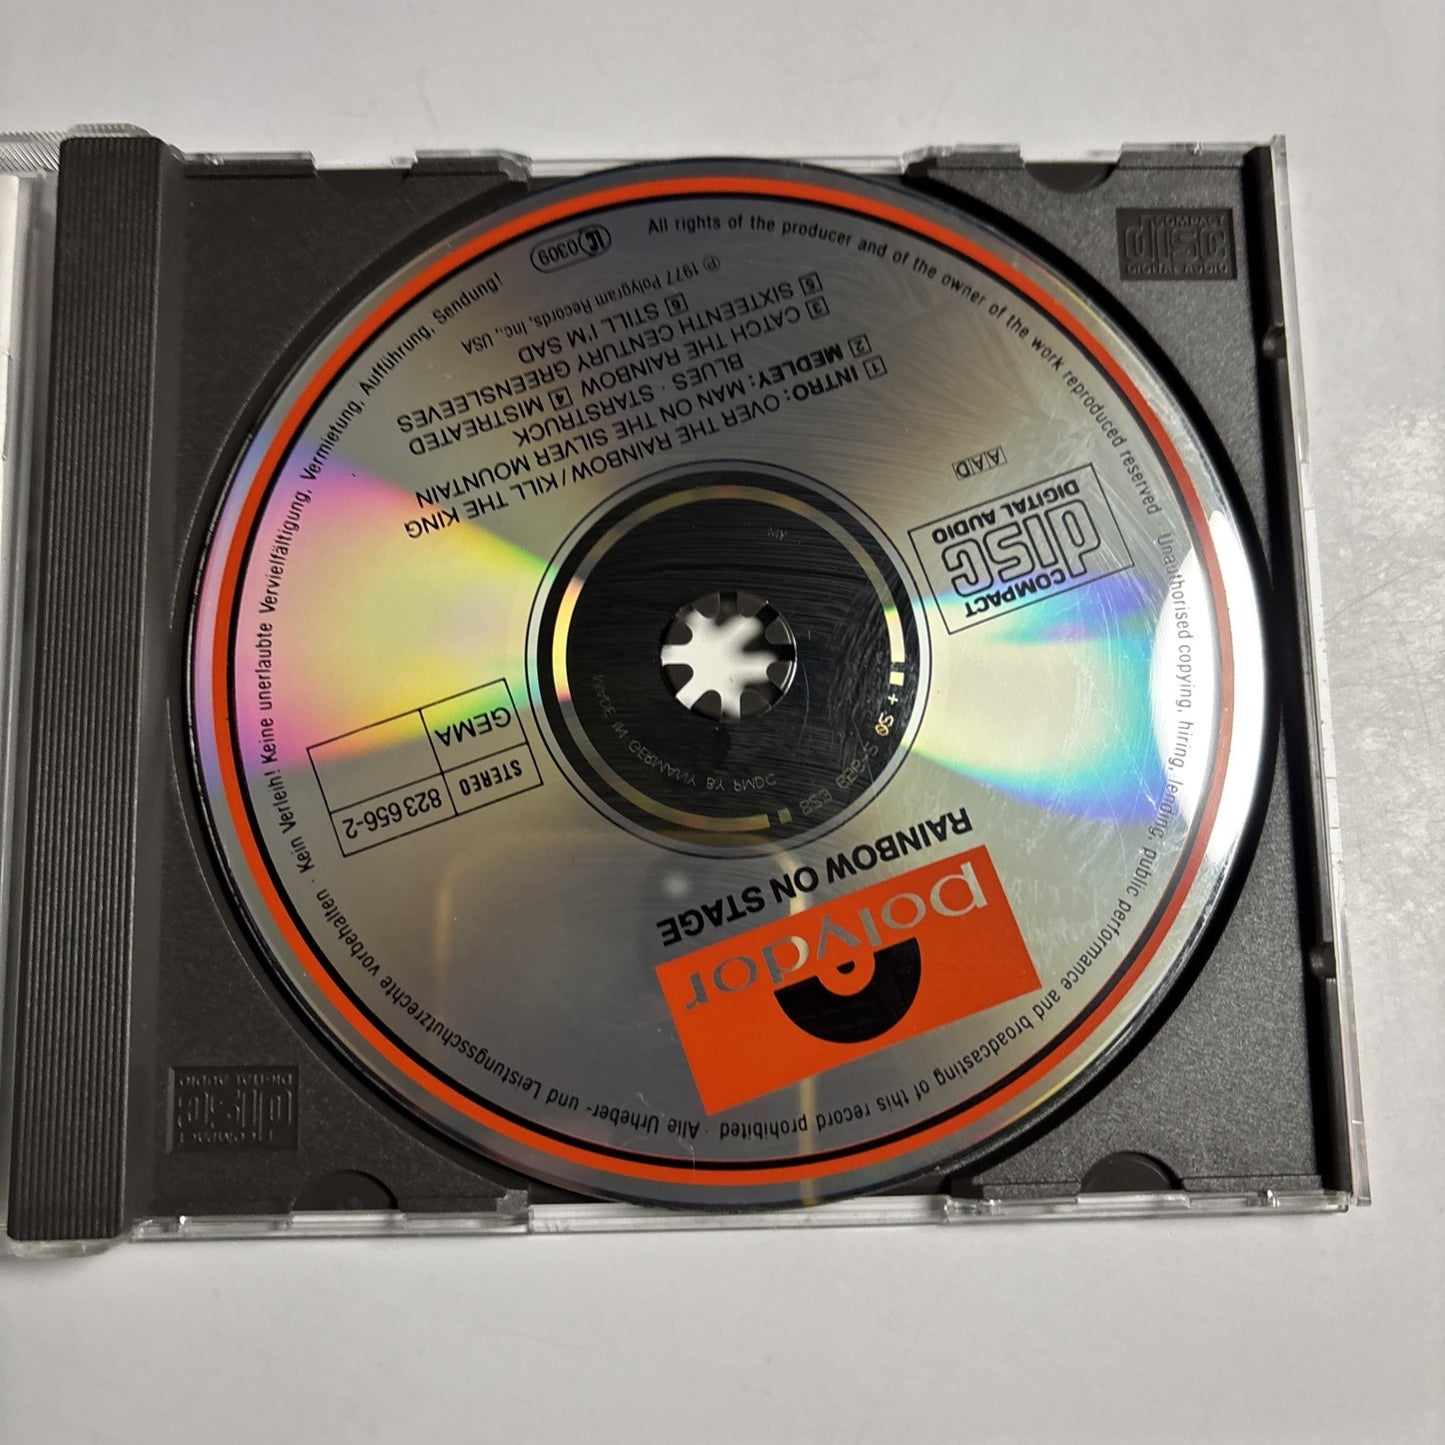 polydor
RAINBOW ON STAGE
STEREO
823 656-2
GEMA
COMPACT
disc
DIGITAL AUDIO
AAD
1 INTRO: OVER THE RAINBOW / KILL THE KING
2 MEDLEY: MAN ON THE SILVER MOUNTAIN
BLUES · STARSTRUCK
3 CATCH THE RAINBOW 4 MISTREATED
5 SIXTEENTH CENTURY GREENSLEEVES
6 STILL I'M SAD
℗ 1977 Polygram Records, Inc., USA
LC 0309
All rights of the producer and of the owner of the work reproduced reserved · Unauthorised copying, hiring, lending, public performance and broadcasting of this record prohibited · Alle Urheber- und Leistungsschutzrechte vorbehalten · Kein Verleih! Keine unerlaubte Vervielfältigung, Vermietung, Aufführung, Sendung!
MADE IN GERMANY BY PMDC
COMPACT
disc
DIGITAL AUDIO
COMPACT
disc
DIGITAL AUDIO